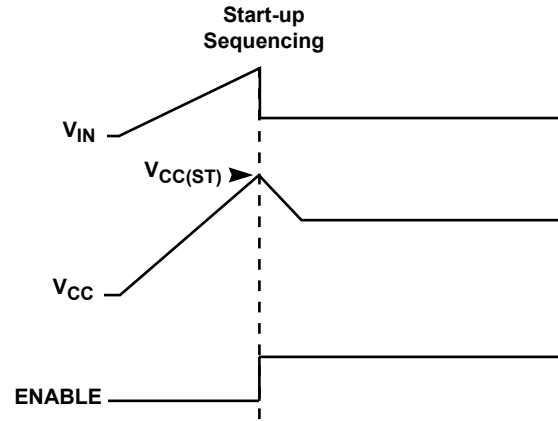 Start-up
Sequencing
VIN
VCC(ST)
VCC
ENABLE